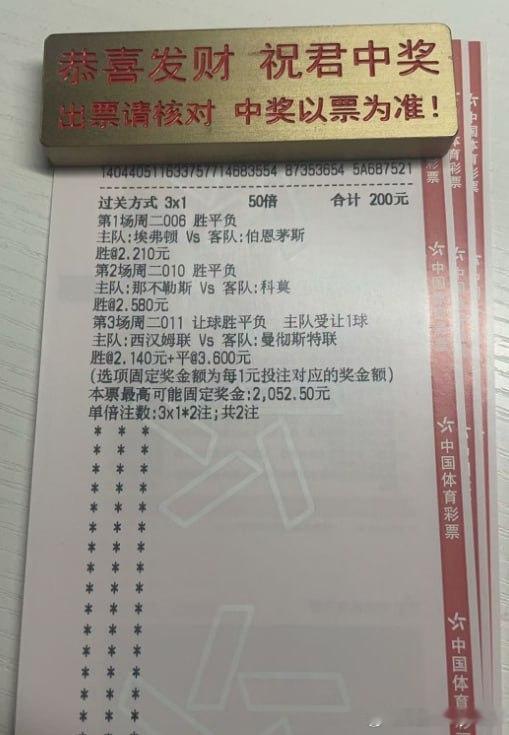 恭喜发财 祝君中奖
出票请核对 中奖以票为准！
140440511633757714683554 87353654 5A687521
过关方式 3x1 50倍 合计 200元
第1场周二006 胜平负
主队:埃弗顿 Vs 客队:伯恩茅斯
胜@2.210元
第2场周二010 胜平负
主队:那不勒斯 Vs 客队:科莫
胜@2.580元
第3场周二011 让球胜平负 主队受让1球
主队:西汉姆联 Vs 客队:曼彻斯特联
胜@2.140元+平@3.600元
(选项固定奖金额为每1元投注对应的奖金额)
本票最高可能固定奖金:2,052.50元
单倍注数:3x1*2注;共2注
中国体育彩票
中国体育彩票
中国体育彩票
中国体育彩票